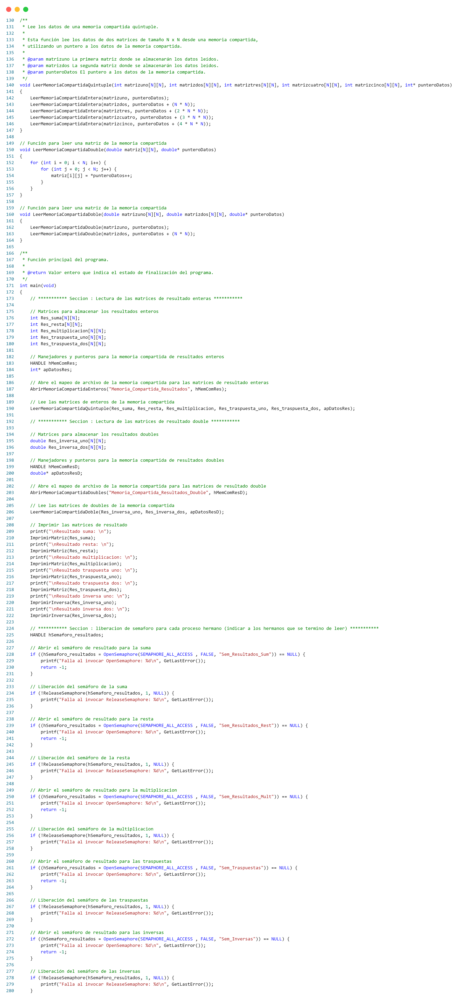 130 /**
131  * Lee los datos de una memoria compartida quintuple.
132  *
133  * Esta función lee los datos de dos matrices de tamaño N x N desde una memoria compartida,
134  * utilizando un puntero a los datos de la memoria compartida.
135  *
136  * @param matrizuno La primera matriz donde se almacenarán los datos leídos.
137  * @param matrizdos La segunda matriz donde se almacenarán los datos leídos.
138  * @param punteroDatos El puntero a los datos de la memoria compartida.
139  */
140 void LeerMemoriaCompartidaQuintuple(int matrizuno[N][N], int matrizdos[N][N], int matriztres[N][N], int matrizcuatro[N][N], int matrizcinco[N][N], int* punteroDatos)
141 {
142     LeerMemoriaCompartidaEntera(matrizuno, punteroDatos);
143     LeerMemoriaCompartidaEntera(matrizdos, punteroDatos + (N * N));
144     LeerMemoriaCompartidaEntera(matriztres, punteroDatos + (2 * N * N));
145     LeerMemoriaCompartidaEntera(matrizcuatro, punteroDatos + (3 * N * N));
146     LeerMemoriaCompartidaEntera(matrizcinco, punteroDatos + (4 * N * N));
147 }
148
149 // Función para leer una matriz de la memoria compartida
150 void LeerMemoriaCompartidaDouble(double matriz[N][N], double* punteroDatos)
151 {
152     for (int i = 0; i < N; i++) {
153         for (int j = 0; j < N; j++) {
154             matriz[i][j] = *punteroDatos++;
155         }
156     }
157 }
158
159 // Función para leer una matriz de la memoria compartida
160 void LeerMemoriaCompartidaDoble(double matrizuno[N][N], double matrizdos[N][N], double* punteroDatos)
161 {
162     LeerMemoriaCompartidaDouble(matrizuno, punteroDatos);
163     LeerMemoriaCompartidaDouble(matrizdos, punteroDatos + (N * N));
164 }
165
166 /**
167  * Función principal del programa.
168  *
169  * @return Valor entero que indica el estado de finalización del programa.
170  */
171 int main(void)
172 {
173     // *********** Seccion : Lectura de las matrices de resultado enteras ***********
174
175     // Matrices para almacenar los resultados enteros
176     int Res_suma[N][N];
177     int Res_resta[N][N];
178     int Res_multiplicacion[N][N];
179     int Res_traspuesta_uno[N][N];
180     int Res_traspuesta_dos[N][N];
181
182     // Manejadores y punteros para la memoria compartida de resultados enteros
183     HANDLE hMemComRes;
184     int* apDatosRes;
185
186     // Abre el mapeo de archivo de la memoria compartida para las matrices de resultado enteras
187     AbrirMemoriaCompartidaEnteros("Memoria_Compartida_Resultados", hMemComRes);
188
189     // Lee las matrices de enteros de la memoria compartida
190     LeerMemoriaCompartidaQuintuple(Res_suma, Res_resta, Res_multiplicacion, Res_traspuesta_uno, Res_traspuesta_dos, apDatosRes);
191
192     // *********** Seccion : Lectura de las matrices de resultado double ***********
193
194     // Matrices para almacenar los resultados doubles
195     double Res_inversa_uno[N][N];
196     double Res_inversa_dos[N][N];
197
198     // Manejadores y punteros para la memoria compartida de resultados doubles
199     HANDLE hMemComResD;
200     double* apDatosResD;
201
202     // Abre el mapeo de archivo de la memoria compartida para las matrices de resultado double
203     AbrirMemoriaCompartidaDoubles("Memoria_Compartida_Resultados_Double", hMemComResD);
204
205     // Lee las matrices de doubles de la memoria compartida
206     LeerMemoriaCompartidaDoble(Res_inversa_uno, Res_inversa_dos, apDatosResD);
207
208     // Imprimir las matrices de resultado
209     printf("\nResultado suma: \n");
210     ImprimirMatriz(Res_suma);
211     printf("\nResultado resta: \n");
212     ImprimirMatriz(Res_resta);
213     printf("\nResultado multiplicacion: \n");
214     ImprimirMatriz(Res_multiplicacion);
215     printf("\nResultado traspuesta uno: \n");
216     ImprimirMatriz(Res_traspuesta_uno);
217     printf("\nResultado traspuesta dos: \n");
218     ImprimirMatriz(Res_traspuesta_dos);
219     printf("\nResultado inversa uno: \n");
220     ImprimirInversa(Res_inversa_uno);
221     printf("\nResultado inversa dos: \n");
222     ImprimirInversa(Res_inversa_dos);
223
224     // *********** Seccion : liberacion de semaforo para cada proceso hermano (indicar a los hermanos que se termino de leer) ***********
225     HANDLE hSemaforo_resultados;
226
227     // Abrir el semáforo de resultado para la suma
228     if ((hSemaforo_resultados = OpenSemaphore(SEMAPHORE_ALL_ACCESS , FALSE, "Sem_Resultados_Sum")) == NULL) {
229         printf("Falla al invocar OpenSemaphore: %d\n", GetLastError());
230         return -1;
231     }
232
233     // Liberación del semáforo de la suma
234     if (!ReleaseSemaphore(hSemaforo_resultados, 1, NULL)) {
235         printf("Falla al invocar ReleaseSemaphore: %d\n", GetLastError());
236     }
237
238     // Abrir el semáforo de resultado para la resta
239     if ((hSemaforo_resultados = OpenSemaphore(SEMAPHORE_ALL_ACCESS , FALSE, "Sem_Resultados_Rest")) == NULL) {
240         printf("Falla al invocar OpenSemaphore: %d\n", GetLastError());
241         return -1;
242     }
243
244     // Liberación del semáforo de la resta
245     if (!ReleaseSemaphore(hSemaforo_resultados, 1, NULL)) {
246         printf("Falla al invocar ReleaseSemaphore: %d\n", GetLastError());
247     }
248
249     // Abrir el semáforo de resultado para la multiplicacion
250     if ((hSemaforo_resultados = OpenSemaphore(SEMAPHORE_ALL_ACCESS , FALSE, "Sem_Resultados_Mult")) == NULL) {
251         printf("Falla al invocar OpenSemaphore: %d\n", GetLastError());
252         return -1;
253     }
254
255     // Liberación del semáforo de la multiplicacion
256     if (!ReleaseSemaphore(hSemaforo_resultados, 1, NULL)) {
257         printf("Falla al invocar ReleaseSemaphore: %d\n", GetLastError());
258     }
259
260     // Abrir el semáforo de resultado para las traspuestas
261     if ((hSemaforo_resultados = OpenSemaphore(SEMAPHORE_ALL_ACCESS , FALSE, "Sem_Traspuestas")) == NULL) {
262         printf("Falla al invocar OpenSemaphore: %d\n", GetLastError());
263         return -1;
264     }
265
266     // Liberación del semáforo de las traspuestas
267     if (!ReleaseSemaphore(hSemaforo_resultados, 1, NULL)) {
268         printf("Falla al invocar ReleaseSemaphore: %d\n", GetLastError());
269     }
270
271     // Abrir el semáforo de resultado para las inversas
272     if ((hSemaforo_resultados = OpenSemaphore(SEMAPHORE_ALL_ACCESS , FALSE, "Sem_Inversas")) == NULL) {
273         printf("Falla al invocar OpenSemaphore: %d\n", GetLastError());
274         return -1;
275     }
276
277     // Liberación del semáforo de las inversas
278     if (!ReleaseSemaphore(hSemaforo_resultados, 1, NULL)) {
279         printf("Falla al invocar ReleaseSemaphore: %d\n", GetLastError());
280     }